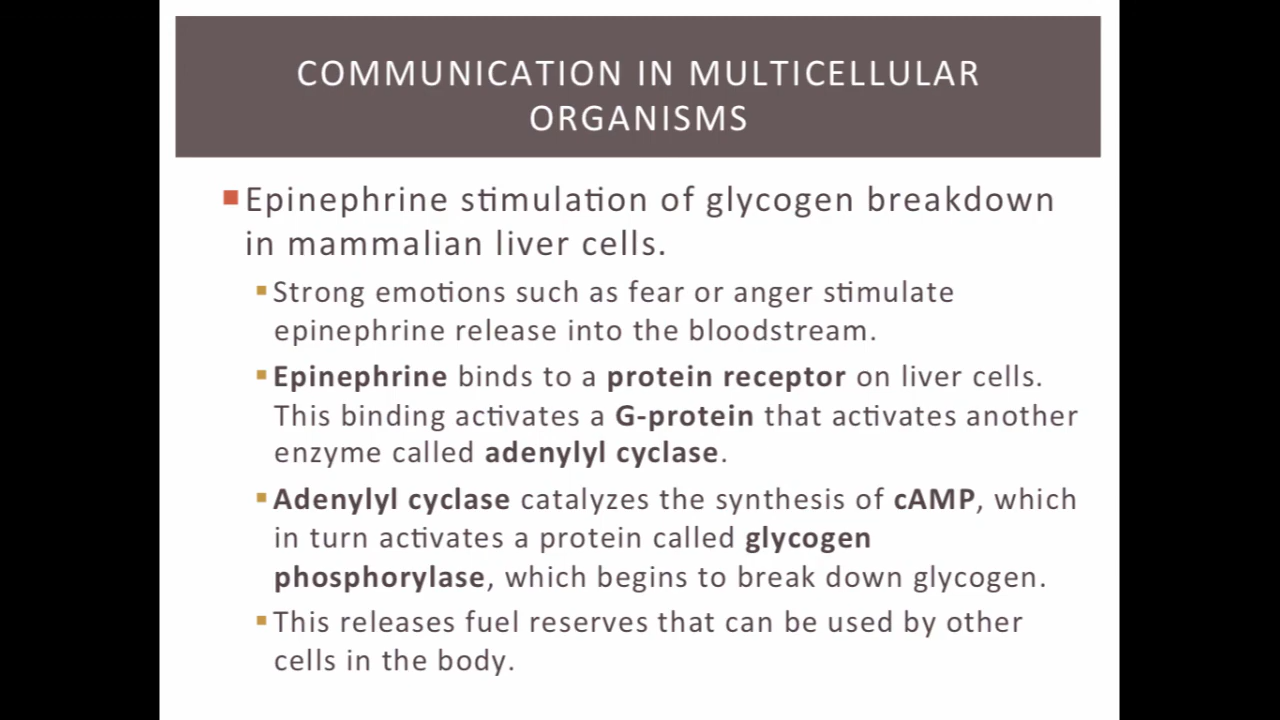 COMMUNICATION IN MULTICELLULAR
ORGANISMS
Epinephrine stimulation of glycogen breakdown
in mammalian liver cells.
Strong emotions such as fear or anger stimulate
epinephrine release into the bloodstream.
Epinephrine binds to a protein receptor on liver cells.
This binding activates a G-protein that activates another
enzyme called adenylyl cyclase.
Adenylyl cyclase catalyzes the synthesis of cAMP, which
in turn activates a protein called glycogen
phosphorylase, which begins to break down glycogen.
This releases fuel reserves that can be used by other
cells in the body.